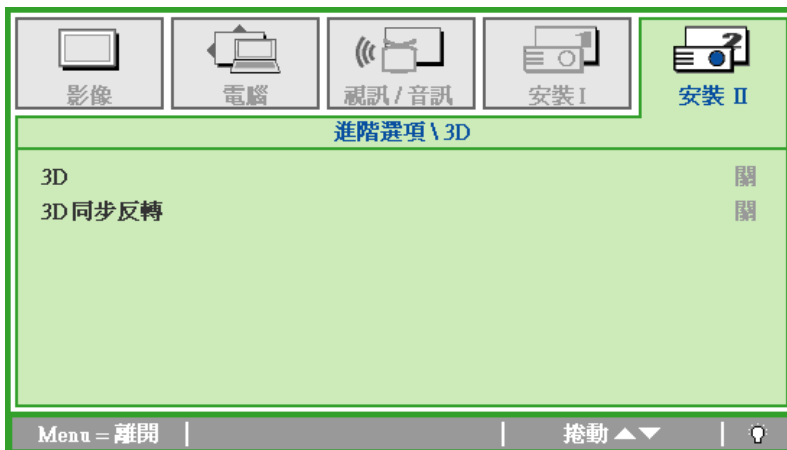 影像
電腦
視訊 / 音訊
安裝 I
安裝 II
進階選項 \ 3D
3D 關
3D 同步反轉 關
Menu = 離開 捲動 ▲▼